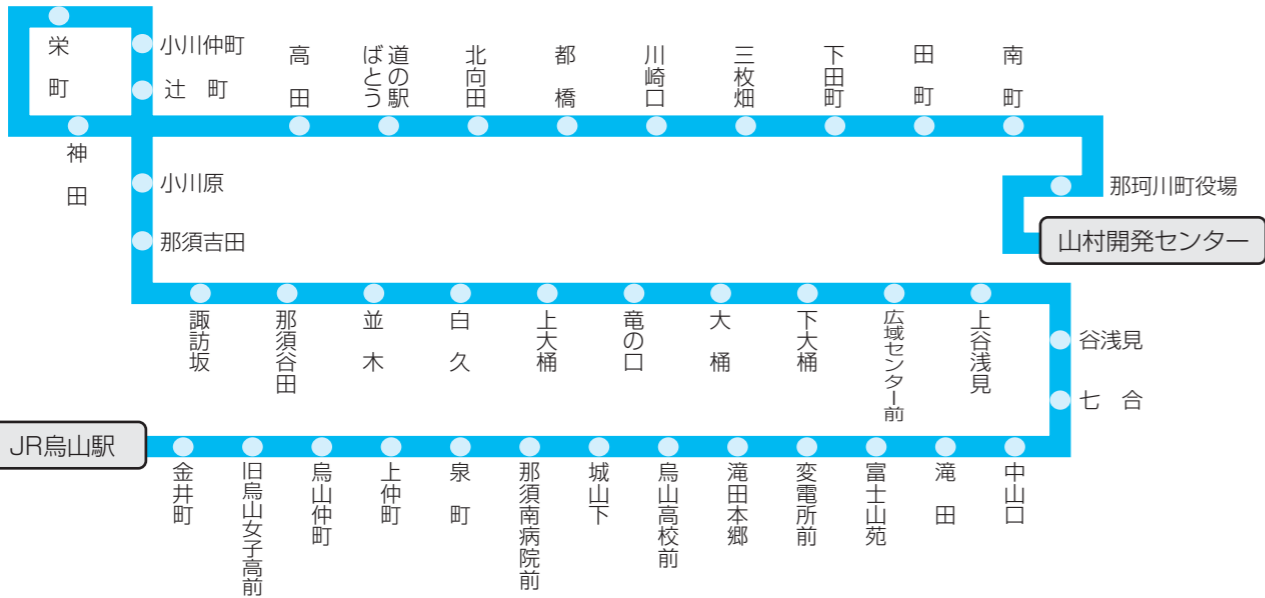 栄町
小川仲町
辻町
神田
高田
道の駅
ばとう
北向田
都橋
川崎口
三枚畑
下田町
田町
南町
那珂川町役場
山村開発センター
小川原
那須吉田
諏訪坂
那須谷田
並木
白久
上大桶
竜の口
大桶
下大桶
広域センター前
上谷浅見
谷浅見
七合
JR烏山駅
金井町
旧烏山女子高前
烏山仲町
上仲町
泉町
那須南病院前
城山下
烏山高校前
滝田本郷
変電所前
富士山苑
滝田
中山口